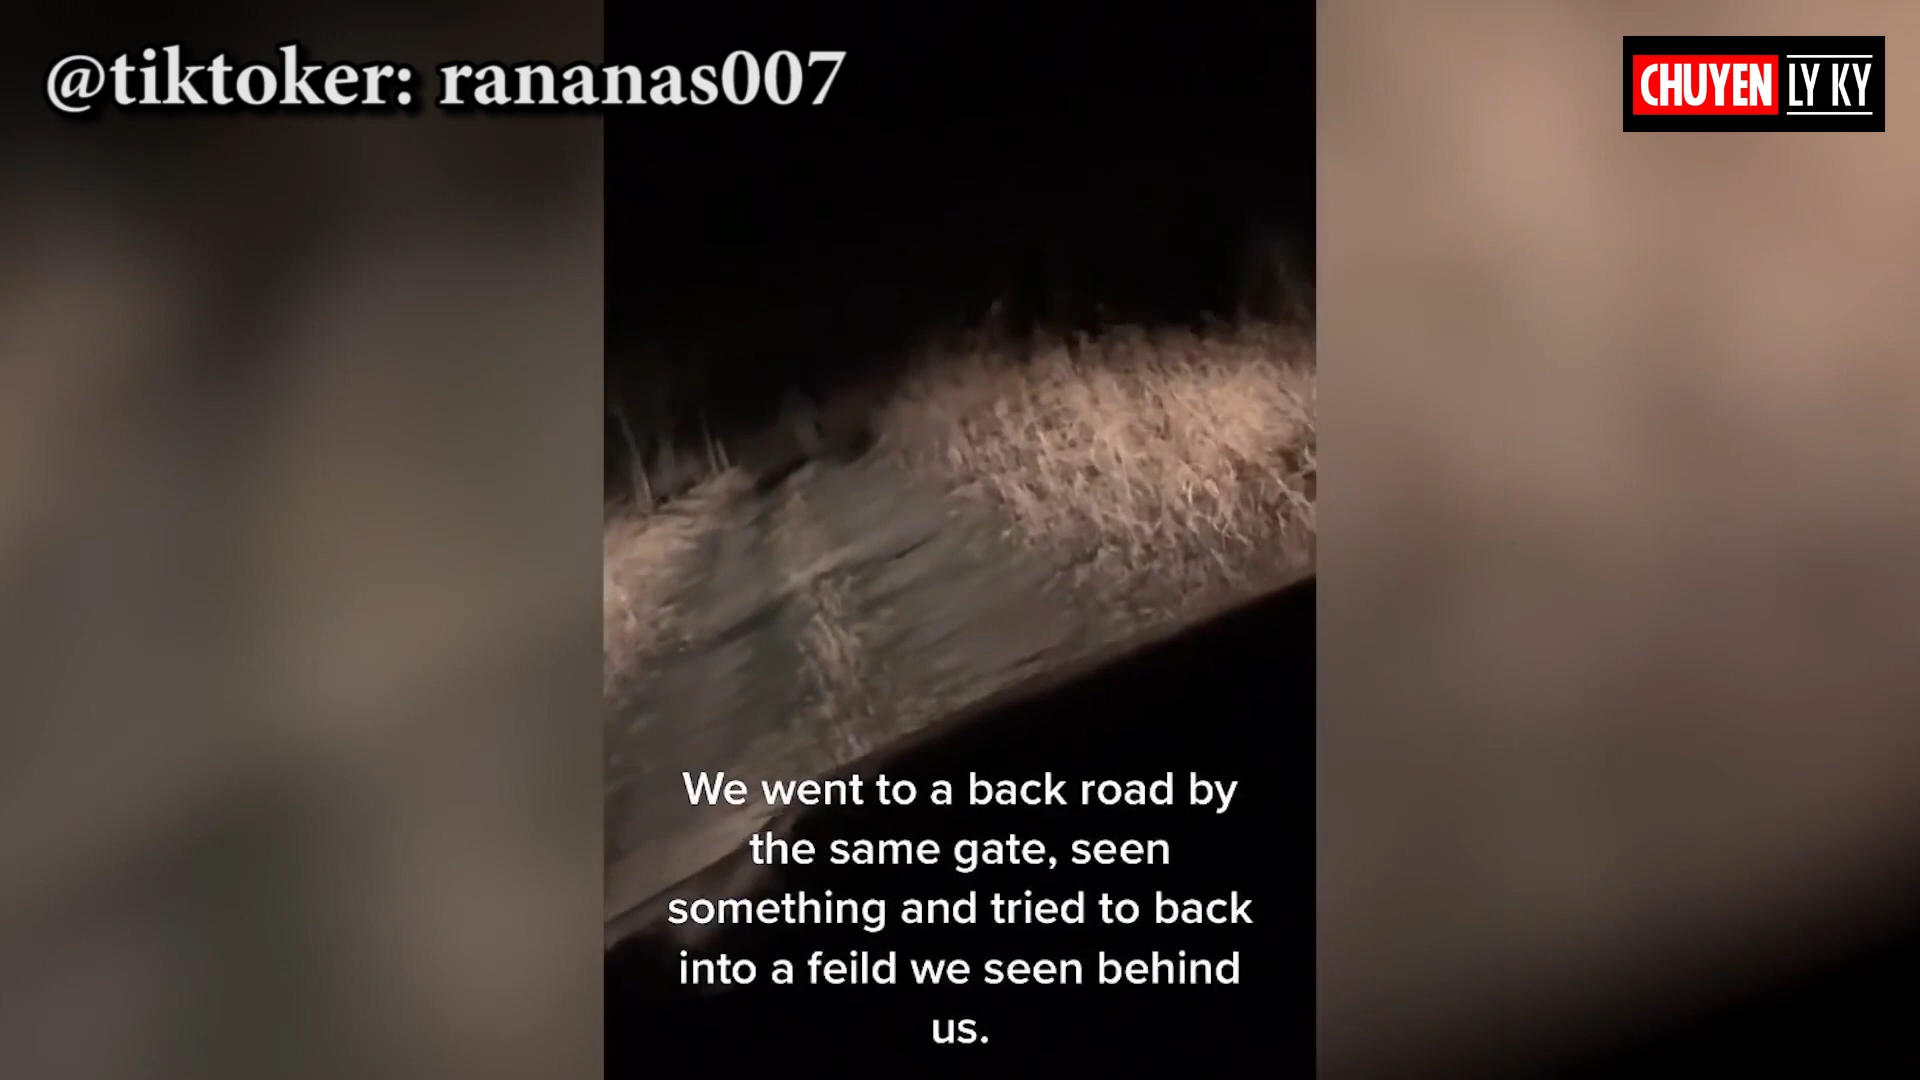 @tiktoker: rananas007
CHUYEN LY KY
We went to a back road by
the same gate, seen
something and tried to back
into a feild we seen behind
us.